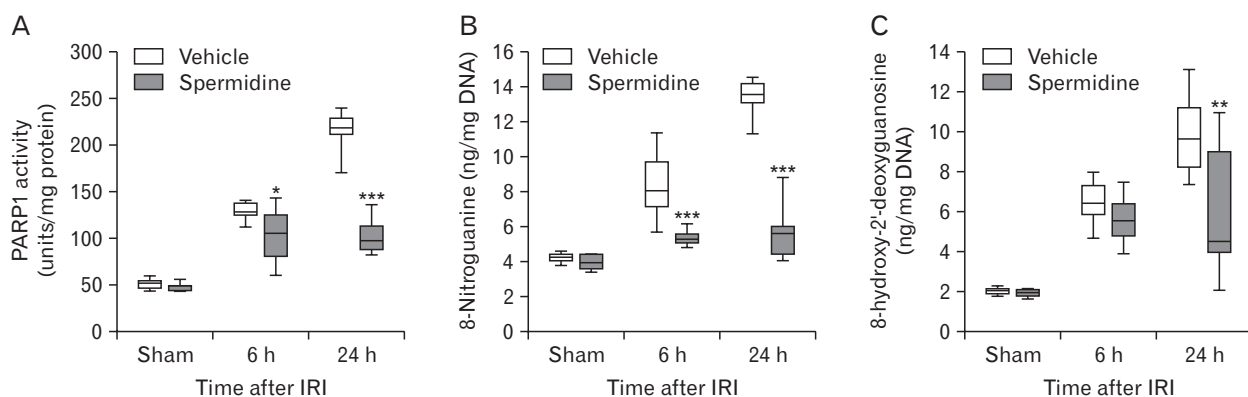 A
PARP1 activity
(units/mg protein)
300
250
200
150
100
50
0
Vehicle
Spermidine
*
***
Sham
6 h
24 h
Time after IRI
B
8-Nitroguanine (ng/mg DNA)
16
14
12
10
8
6
4
2
0
Vehicle
Spermidine
***
***
Sham
6 h
24 h
Time after IRI
C
8-hydroxy-2'-deoxyguanosine
(ng/mg DNA)
14
12
10
8
6
4
2
0
Vehicle
Spermidine
**
Sham
6 h
24 h
Time after IRI